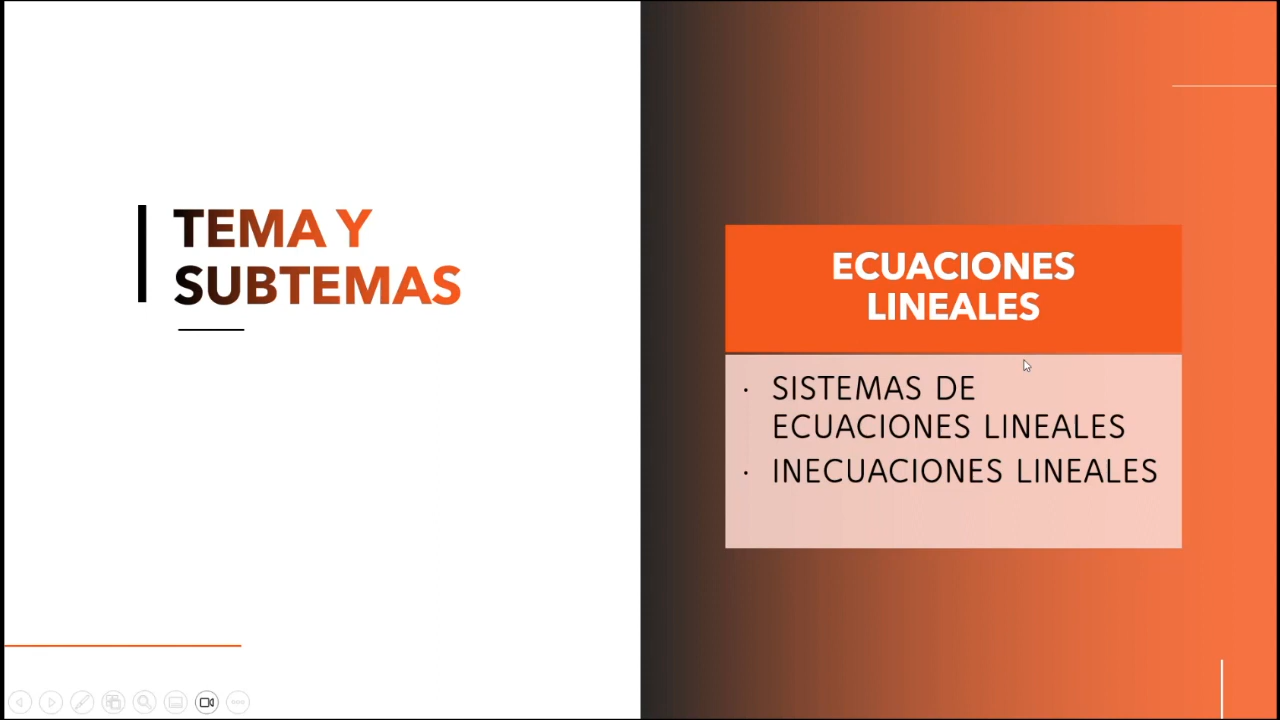 TEMA Y
SUBTEMAS
ECUACIONES
LINEALES
· SISTEMAS DE
ECUACIONES LINEALES
· INECUACIONES LINEALES